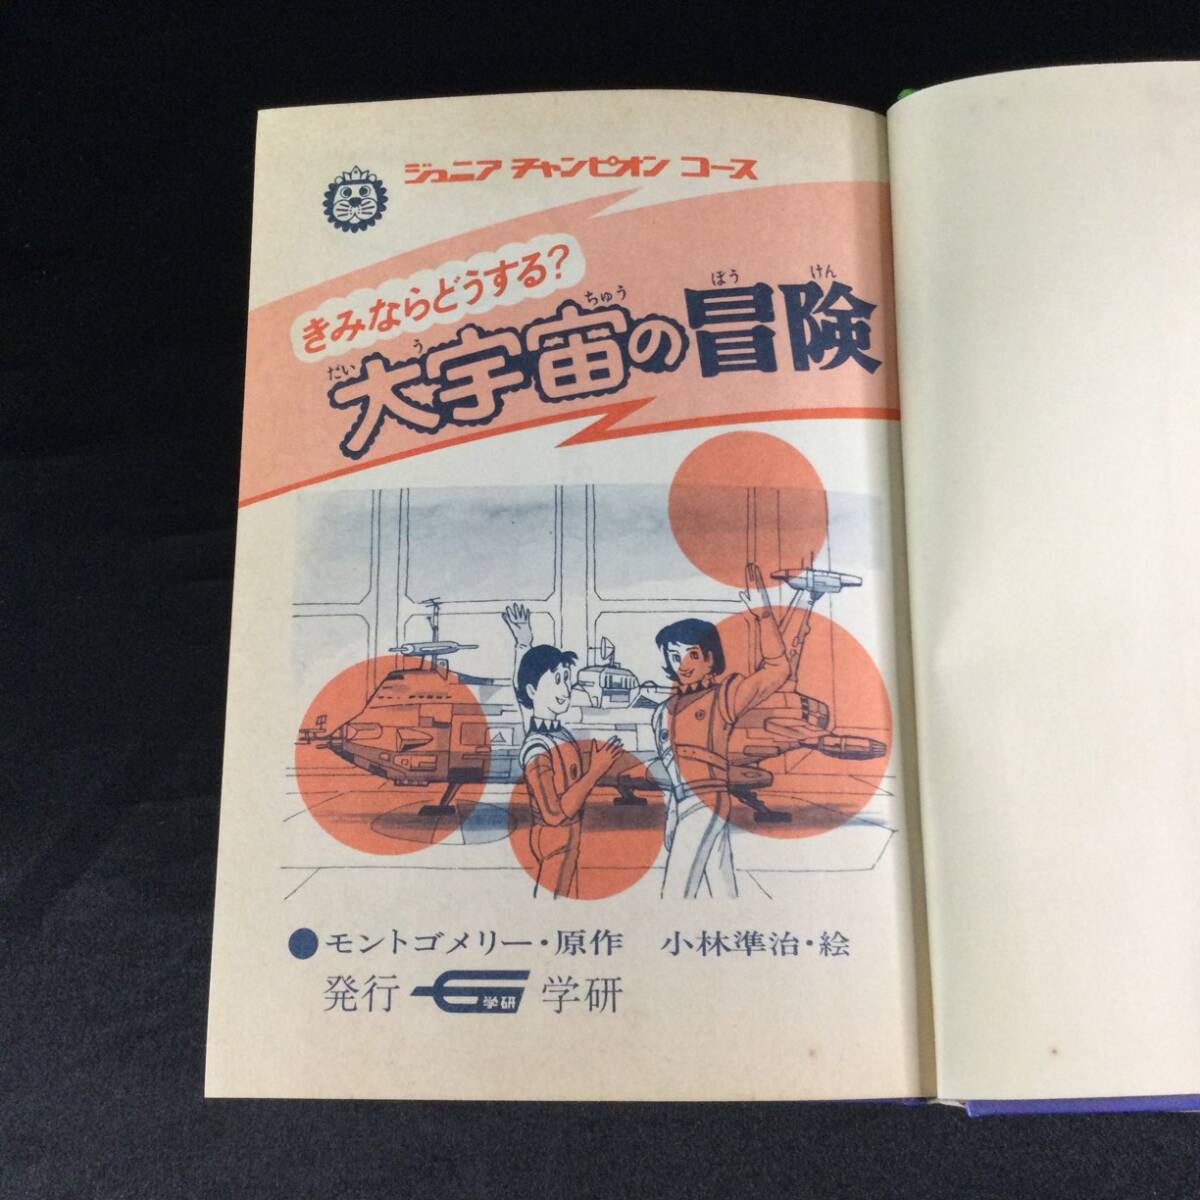 ジュニア チャンピオン コース
きみならどうする?
大宇宙の冒険
だい う ちゅう ぼう けん
●モントゴメリー・原作 小林準治・絵
発行 G学研 学研